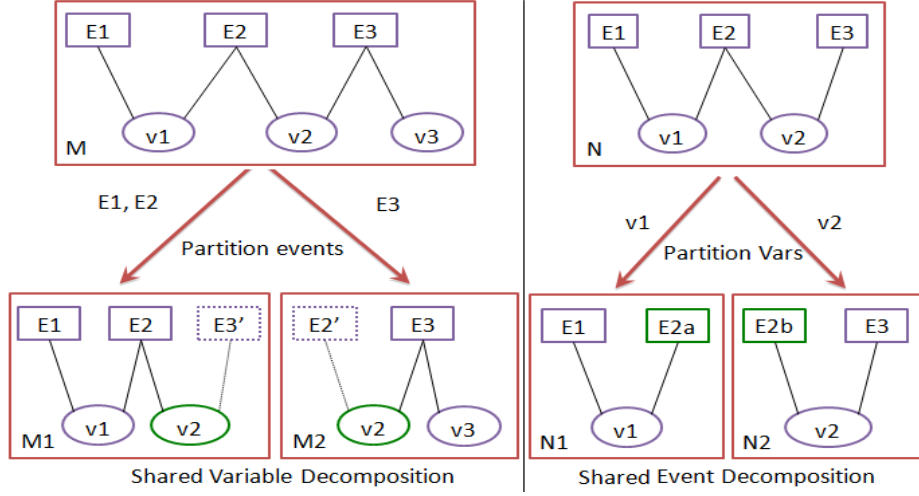 E1 E2 E3
v1 v2 v3
M
E1, E2 E3
Partition events
E1 E2 E3’
v1 v2
M1
E2’ E3
v2 v3
M2
Shared Variable Decomposition
E1 E2 E3
v1 v2
N
v1 v2
Partition Vars
E1 E2a
v1
N1
E2b E3
v2
N2
Shared Event Decomposition